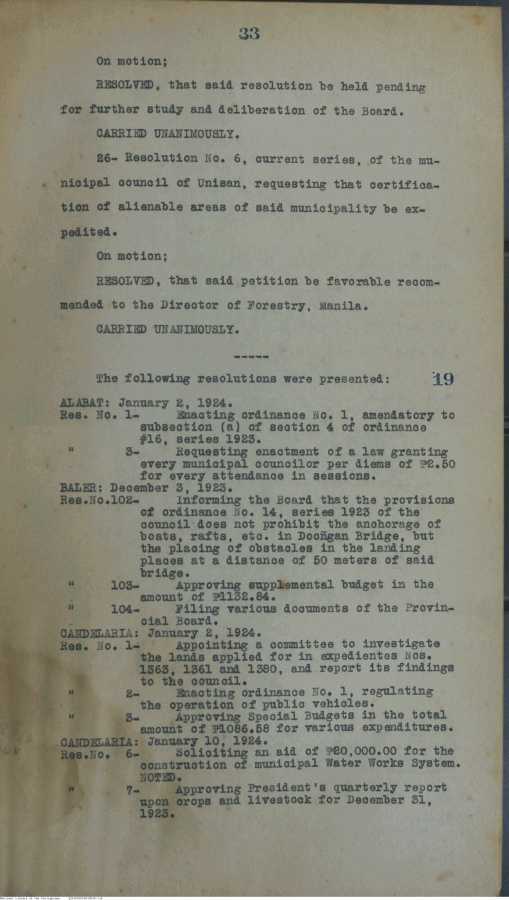 33
On motion;
RESOLVED, that said resolution be held pending
for further study and deliberation of the Board.
CARRIED UNANIMOUSLY.
26- Resolution No. 6, current series, of the mu-
nicipal council of Unisan, requesting that certifica-
tion of alienable areas of said municipality be ex-
pedited.
On motion;
RESOLVED, that said petition be favorable recom-
mended to the Director of Forestry, Manila.
CARRIED UNANIMOUSLY.
-----
The following resolutions were presented: 19
ALABAT: January 2, 1924.
Res. No. 1- Enacting ordinance No. 1, amendatory to
subsection (a) of section 4 of ordinance
#16, series 1923.
" 3- Requesting enactment of a law granting
every municipal councilor per diems of ₱2.50
for every attendance in sessions.
BALER: December 3, 1923.
Res.No.102- Informing the Board that the provisions
of ordinance No. 14, series 1923 of the
council does not prohibit the anchorage of
boats, rafts, etc. in Docñgan Bridge, but
the placing of obstacles in the landing
places at a distance of 50 meters of said
bridge.
" 103- Approving supplemental budget in the
amount of ₱1132.84.
" 104- Filing various documents of the Provin-
cial Board.
CANDELARIA: January 2, 1924.
Res. No. 1- Appointing a committee to investigate
the lands applied for in expedientes Nos.
1363, 1361 and 1380, and report its findings
to the council.
" 2- Enacting ordinance No. 1, regulating
the operation of public vehicles.
" 3- Approving Special Budgets in the total
amount of ₱1086.58 for various expenditures.
CANDELARIA: January 10, 1924.
Res.No. 6- Soliciting an aid of ₱20,000.00 for the
construction of municipal Water Works System.
NOTED.
" 7- Approving President's quarterly report
upon crops and livestock for December 31,
1923.